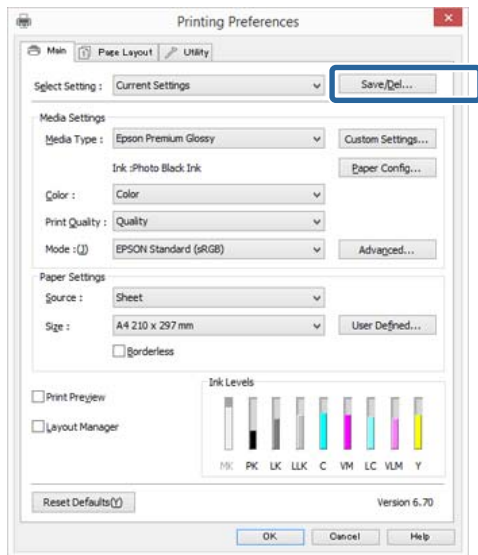 Printing Preferences
Main Page Layout Utility
Select Setting : Current Settings Save/Del...
Media Settings
Media Type : Epson Premium Glossy Custom Settings...
Ink :Photo Black Ink Paper Config...
Color : Color
Print Quality : Quality
Mode :(J) EPSON Standard (sRGB) Advanced...
Paper Settings
Source : Sheet
Size : A4 210 x 297 mm User Defined...
Borderless
Ink Levels
Print Preview
Layout Manager
MK PK LK LLK C VM LC VLM Y
Reset Defaults(Y) Version 6.70
OK Cancel Help